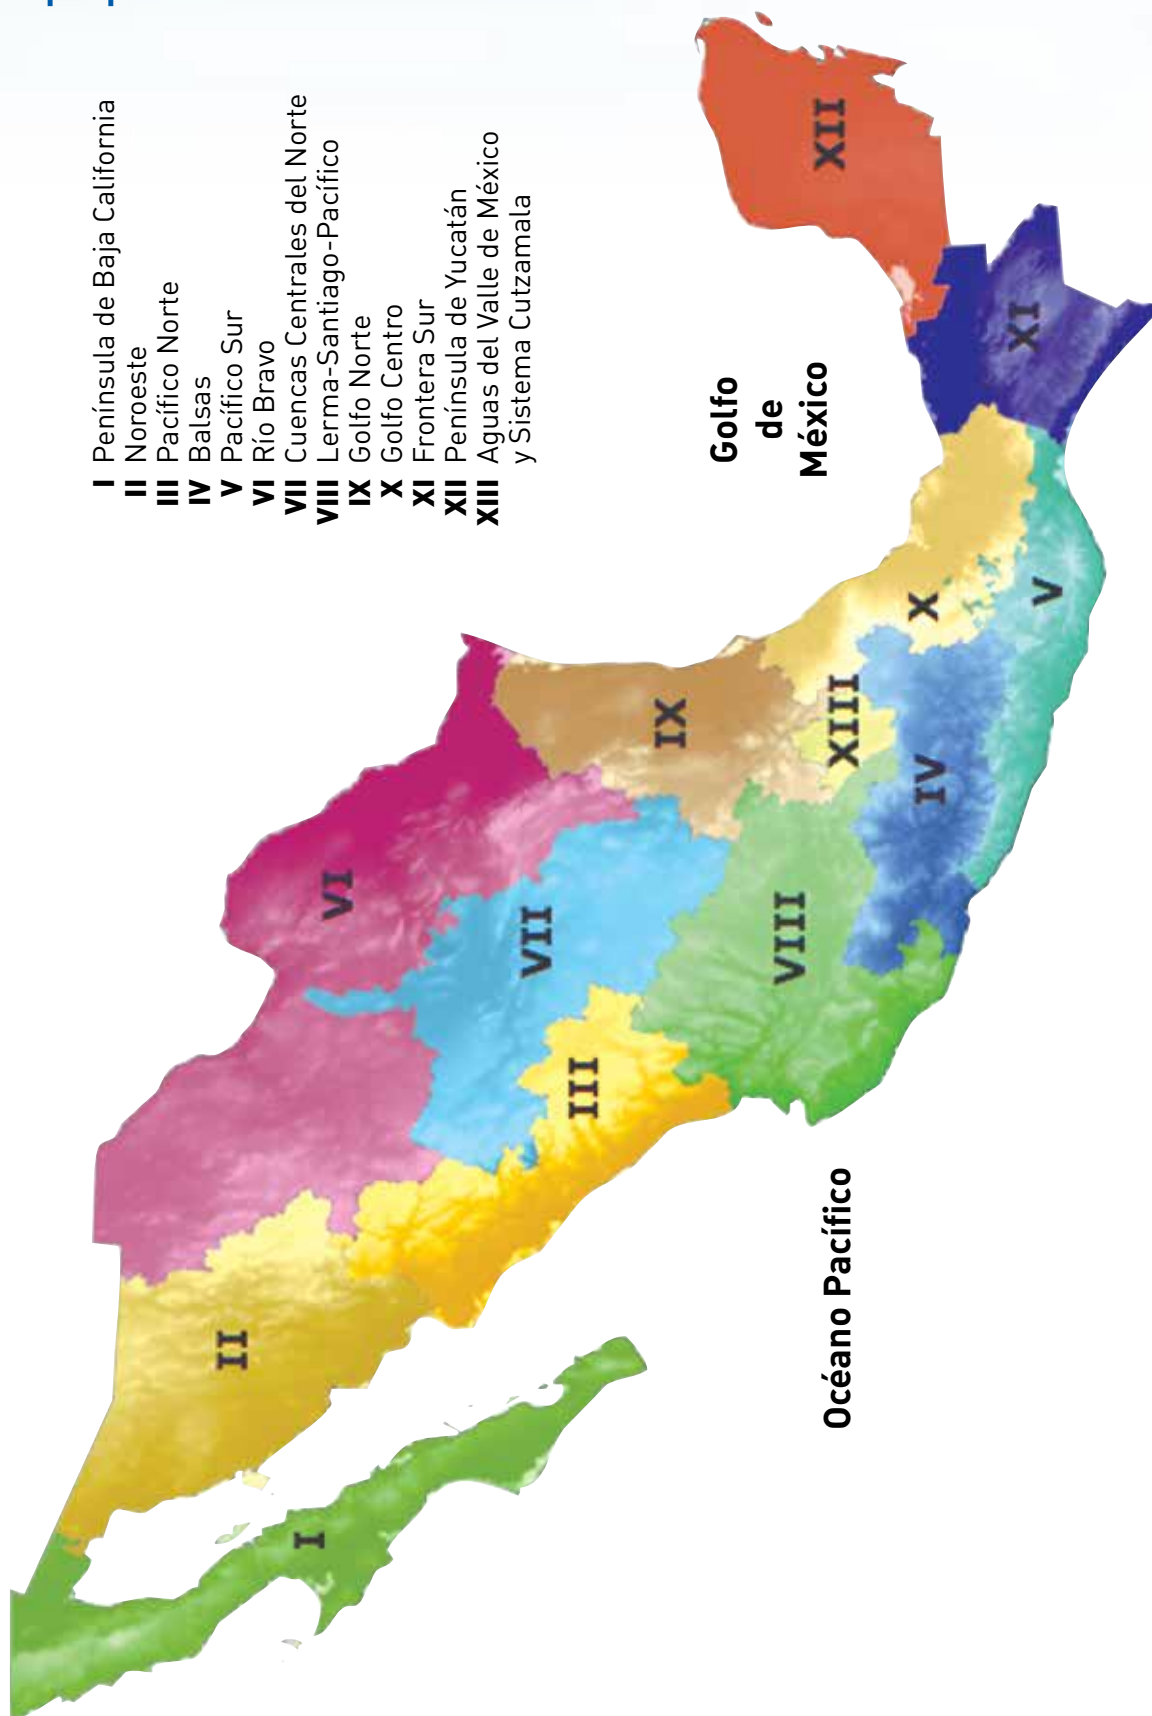 I Península de Baja California
II Noroeste
III Pacífico Norte
IV Balsas
V Pacífico Sur
VI Río Bravo
VII Cuencas Centrales del Norte
VIII Lerma-Santiago-Pacífico
IX Golfo Norte
X Golfo Centro
XI Frontera Sur
XII Península de Yucatán
XIII Aguas del Valle de México
y Sistema Cutzamala
Golfo
de
México
Océano Pacífico
I
II
III
VI
VII
VIII
IX
XIII
IV
X
V
XI
XII